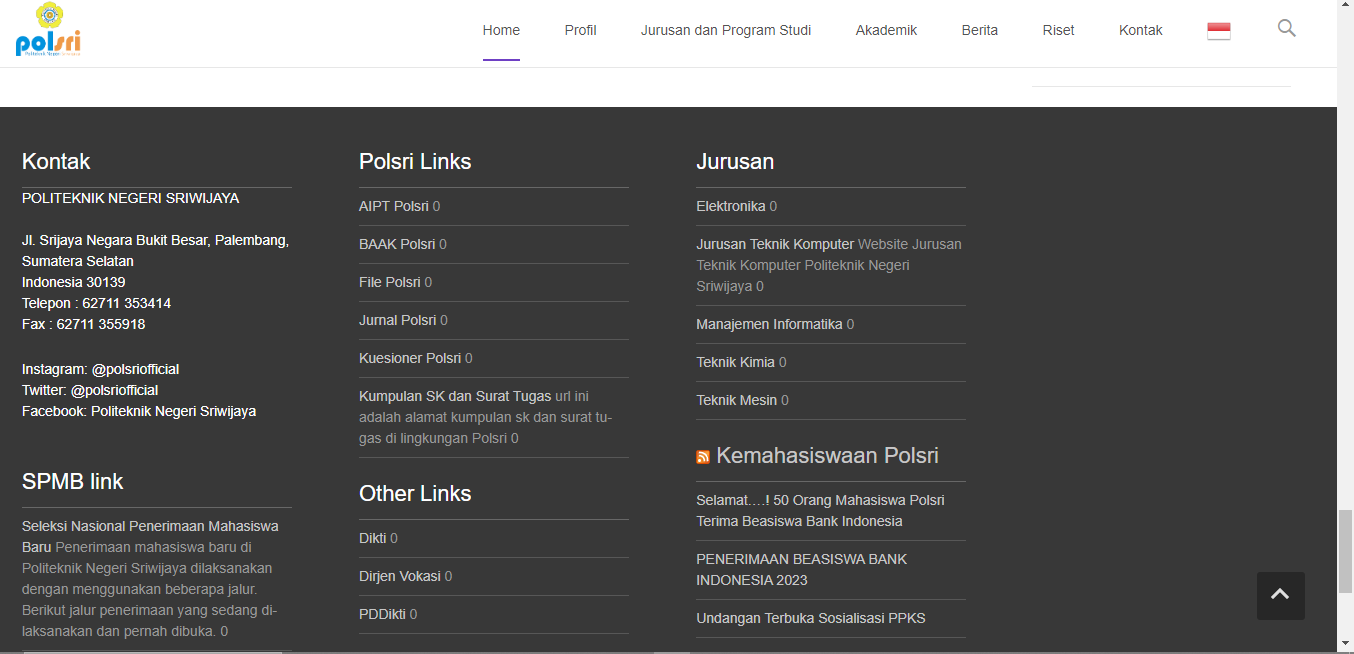 polsri
Home
Profil
Jurusan dan Program Studi
Akademik
Berita
Riset
Kontak
Kontak
POLITEKNIK NEGERI SRIWIJAYA
Jl. Srijaya Negara Bukit Besar, Palembang,
Sumatera Selatan
Indonesia 30139
Telepon : 62711 353414
Fax : 62711 355918
Instagram: @polsriofficial
Twitter: @polsriofficial
Facebook: Politeknik Negeri Sriwijaya
SPMB link
Seleksi Nasional Penerimaan Mahasiswa
Baru Penerimaan mahasiswa baru di
Politeknik Negeri Sriwijaya dilaksanakan
dengan menggunakan beberapa jalur.
Berikut jalur penerimaan yang sedang di-
laksanakan dan pernah dibuka. 0
Polsri Links
AIPT Polsri 0
BAAK Polsri 0
File Polsri 0
Jurnal Polsri 0
Kuesioner Polsri 0
Kumpulan SK dan Surat Tugas url ini
adalah alamat kumpulan sk dan surat tu-
gas di lingkungan Polsri 0
Other Links
Dikti 0
Dirjen Vokasi 0
PDDikti 0
Jurusan
Elektronika 0
Jurusan Teknik Komputer Website Jurusan
Teknik Komputer Politeknik Negeri
Sriwijaya 0
Manajemen Informatika 0
Teknik Kimia 0
Teknik Mesin 0
Kemahasiswaan Polsri
Selamat….! 50 Orang Mahasiswa Polsri
Terima Beasiswa Bank Indonesia
PENERIMAAN BEASISWA BANK
INDONESIA 2023
Undangan Terbuka Sosialisasi PPKS